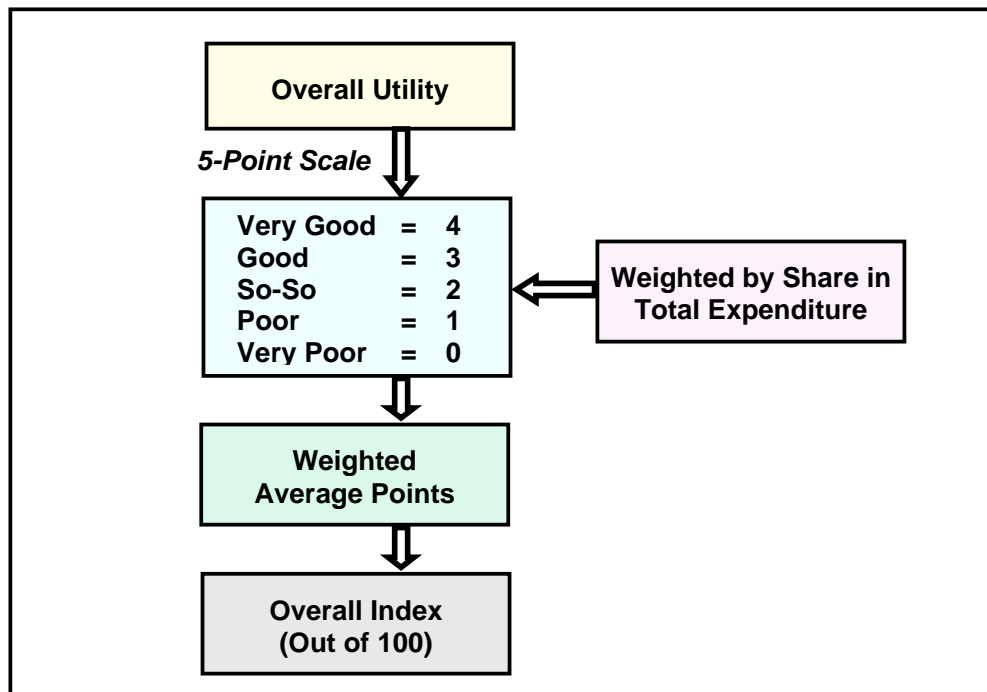 Overall Utility
5-Point Scale
Very Good = 4
Good = 3
So-So = 2
Poor = 1
Very Poor = 0
Weighted by Share in
Total Expenditure
Weighted
Average Points
Overall Index
(Out of 100)